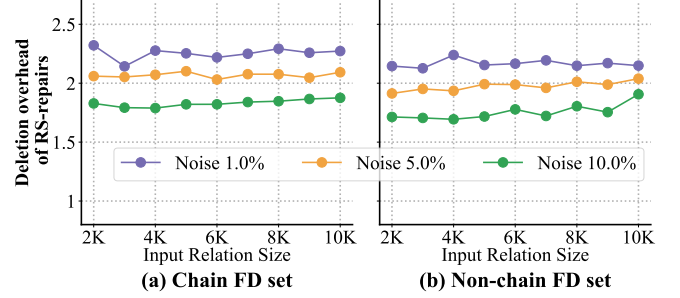 Deletion overhead
of RS-repairs
2.5
2
1.5
1
Noise 1.0% Noise 5.0% Noise 10.0%
2K 4K 6K 8K 10K 2K 4K 6K 8K 10K
Input Relation Size Input Relation Size
(a) Chain FD set (b) Non-chain FD set